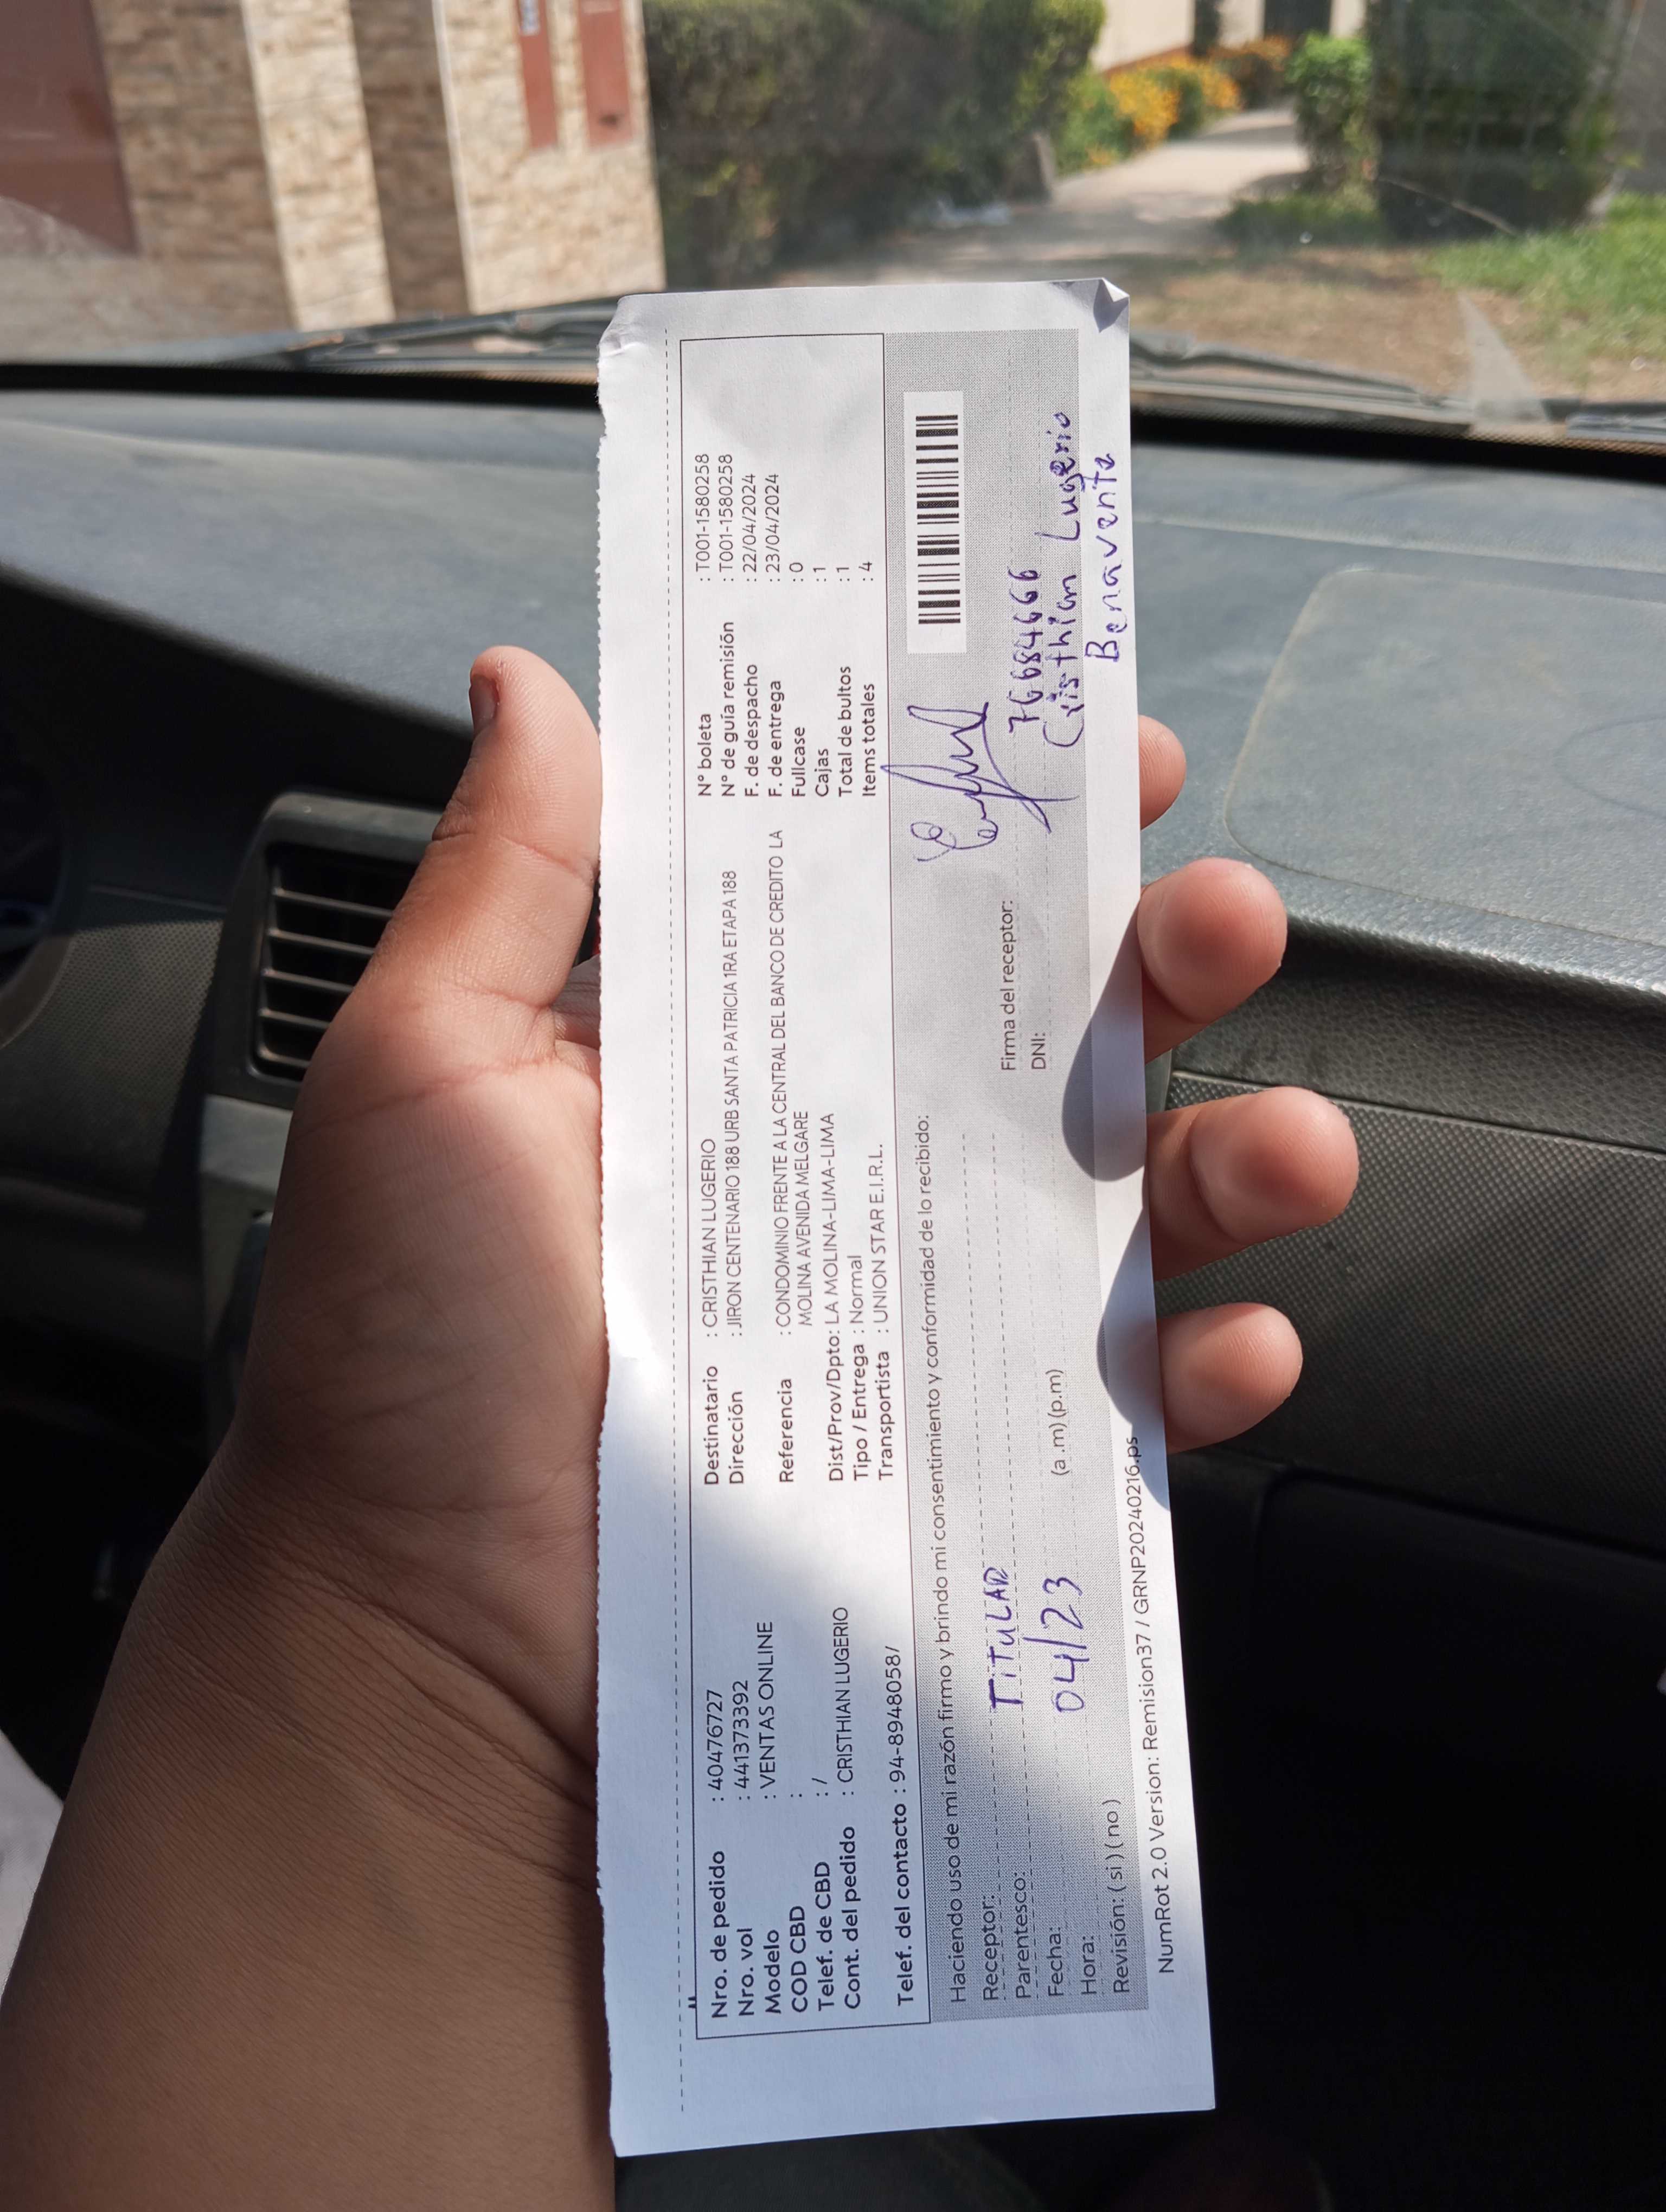 Nro. de pedido : 40476727
Nro. vol : 441373392
Modelo : VENTAS ONLINE
COD CBD :
Telef. de CBD : /
Cont. del pedido : CRISTHIAN LUGERIO
Telef. del contacto : 94-8948058/
Destinatario : CRISTHIAN LUGERIO
Dirección : JIRON CENTENARIO 188 URB SANTA PATRICIA 1RA ETAPA 188
Referencia : CONDOMINIO FRENTE A LA CENTRAL DEL BANCO DE CREDITO LA
MOLINA AVENIDA MELGARE
Dist/Prov/Dpto: LA MOLINA-LIMA-LIMA
Tipo / Entrega : Normal
Transportista : UNION STAR E.I.R.L.
N° boleta : T001-1580258
N° de guía remisión : T001-1580258
F. de despacho : 22/04/2024
F. de entrega : 23/04/2024
Fullcase : 0
Cajas : 1
Total de bultos : 1
Items totales : 4
Haciendo uso de mi razón firmo y brindo mi consentimiento y conformidad de lo recibido:
Receptor:
Parentesco: TiTuLAR
Fecha: 04/23
Hora: (a .m) (p.m)
Revisión: ( si ) ( no )
Firma del receptor:
DNI: 76684666
Cristhian Lugerio
Benavente
NumRot 2.0 Version: Remision37 / GRNP20240216.ps